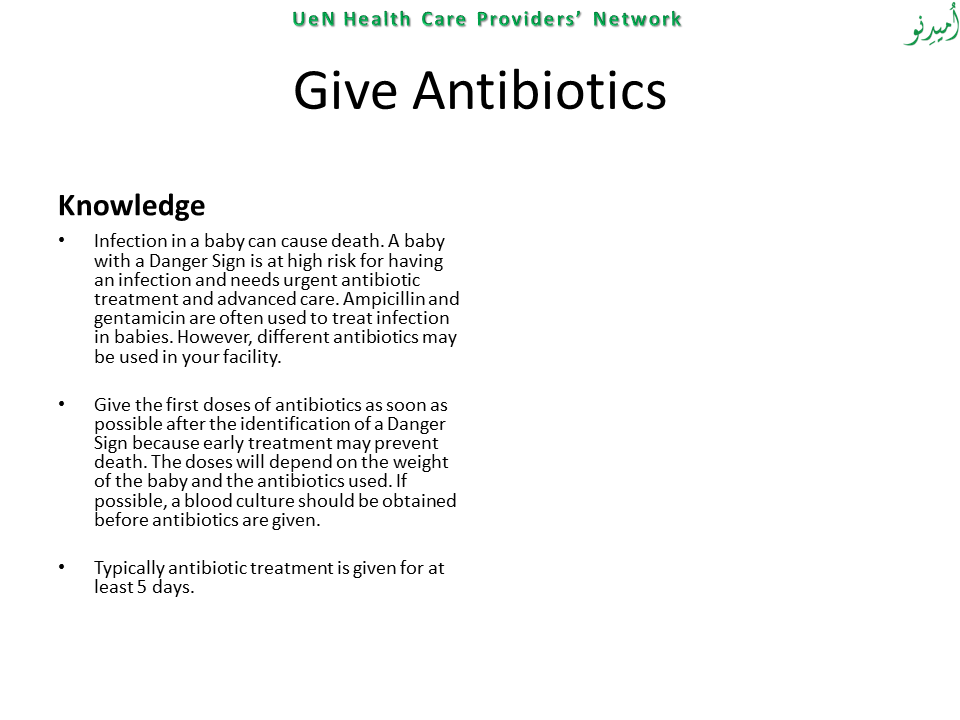 UeN Health Care Providers’ Network
أُميدِنو
Give Antibiotics
Knowledge
• Infection in a baby can cause death. A baby
with a Danger Sign is at high risk for having
an infection and needs urgent antibiotic
treatment and advanced care. Ampicillin and
gentamicin are often used to treat infection
in babies. However, different antibiotics may
be used in your facility.
• Give the first doses of antibiotics as soon as
possible after the identification of a Danger
Sign because early treatment may prevent
death. The doses will depend on the weight
of the baby and the antibiotics used. If
possible, a blood culture should be obtained
before antibiotics are given.
• Typically antibiotic treatment is given for at
least 5 days.